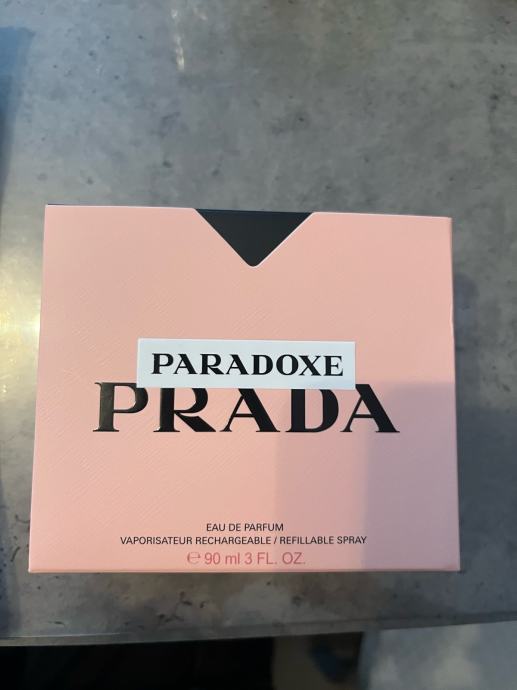 PARADOXE
PRADA
EAU DE PARFUM
VAPORISATEUR RECHARGEABLE / REFILLABLE SPRAY
℮ 90 ml 3 FL. OZ.